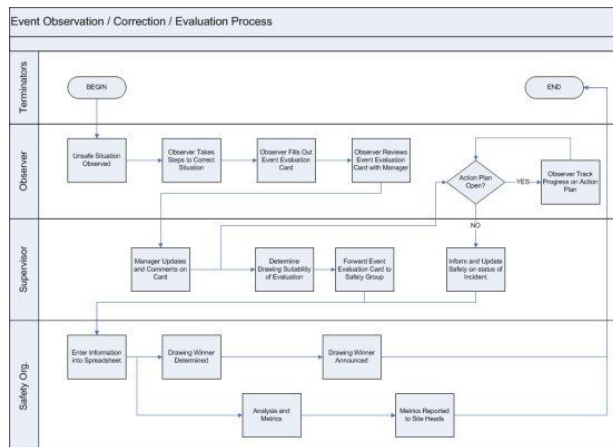 Event Observation / Correction / Evaluation Process
Terminators
BEGIN
END
Observer
Unsafe Situation
Observed
Observer Takes
Steps to Correct
Situation
Observer Fills Out
Event Evaluation
Card
Observer Reviews
Event Evaluation
Card with Manager
Action Plan
Open?
YES
Observer Track
Progress on Action
Plan
NO
Supervisor
Manager Updates
and Comments on
Card
Determine
Drawing Suitability
of Evaluation
Forward Event
Evaluation Card to
Safety Group
Inform and Update
Safety on status of
Incident
Safety Org.
Enter Information
into Spreadsheet
Drawing Winner
Determined
Drawing Winner
Announced
Analysis and
Metrics
Metrics Reported
to Site Heads